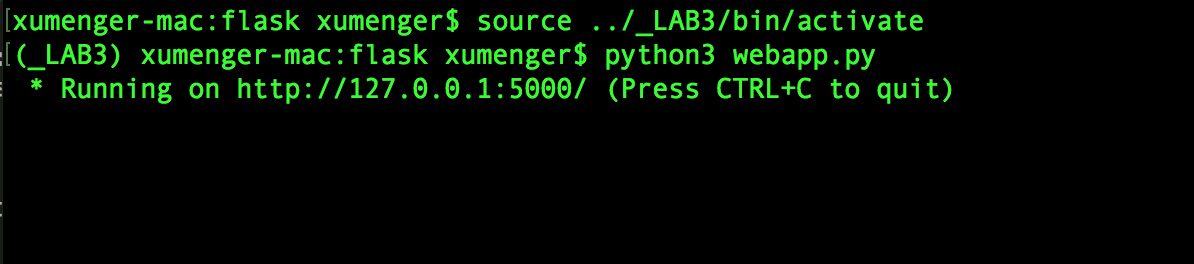 [xumenger-mac:flask xumenger$ source ../_LAB3/bin/activate
[(_LAB3) xumenger-mac:flask xumenger$ python3 webapp.py
 * Running on http://127.0.0.1:5000/ (Press CTRL+C to quit)